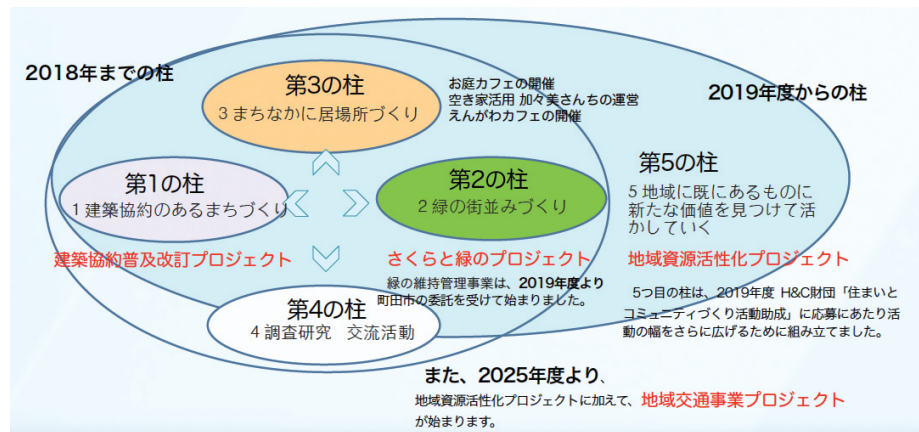 2018年までの柱
第3の柱
3 まちなかに居場所づくり
お庭カフェの開催
空き家活用 加々美さんちの運営
えんがわカフェの開催
2019年度からの柱
第1の柱
1 建築協約のあるまちづくり
建築協約普及改訂プロジェクト
第2の柱
2 緑の街並みづくり
さくらと緑のプロジェクト
緑の維持管理事業は、2019年度より
町田市の委託を受けて始まりました。
第5の柱
5 地域に既にあるものに
新たな価値を見つけて活
かしていく
地域資源活性化プロジェクト
5つ目の柱は、2019年度 H&C財団「住まいと
コミュニティづくり活動助成」に応募にあたり活
動の幅をさらに広げるために組み立てました。
第4の柱
4 調査研究 交流活動
また、2025年度より、
地域資源活性化プロジェクトに加えて、地域交通事業プロジェクト
が始まります。